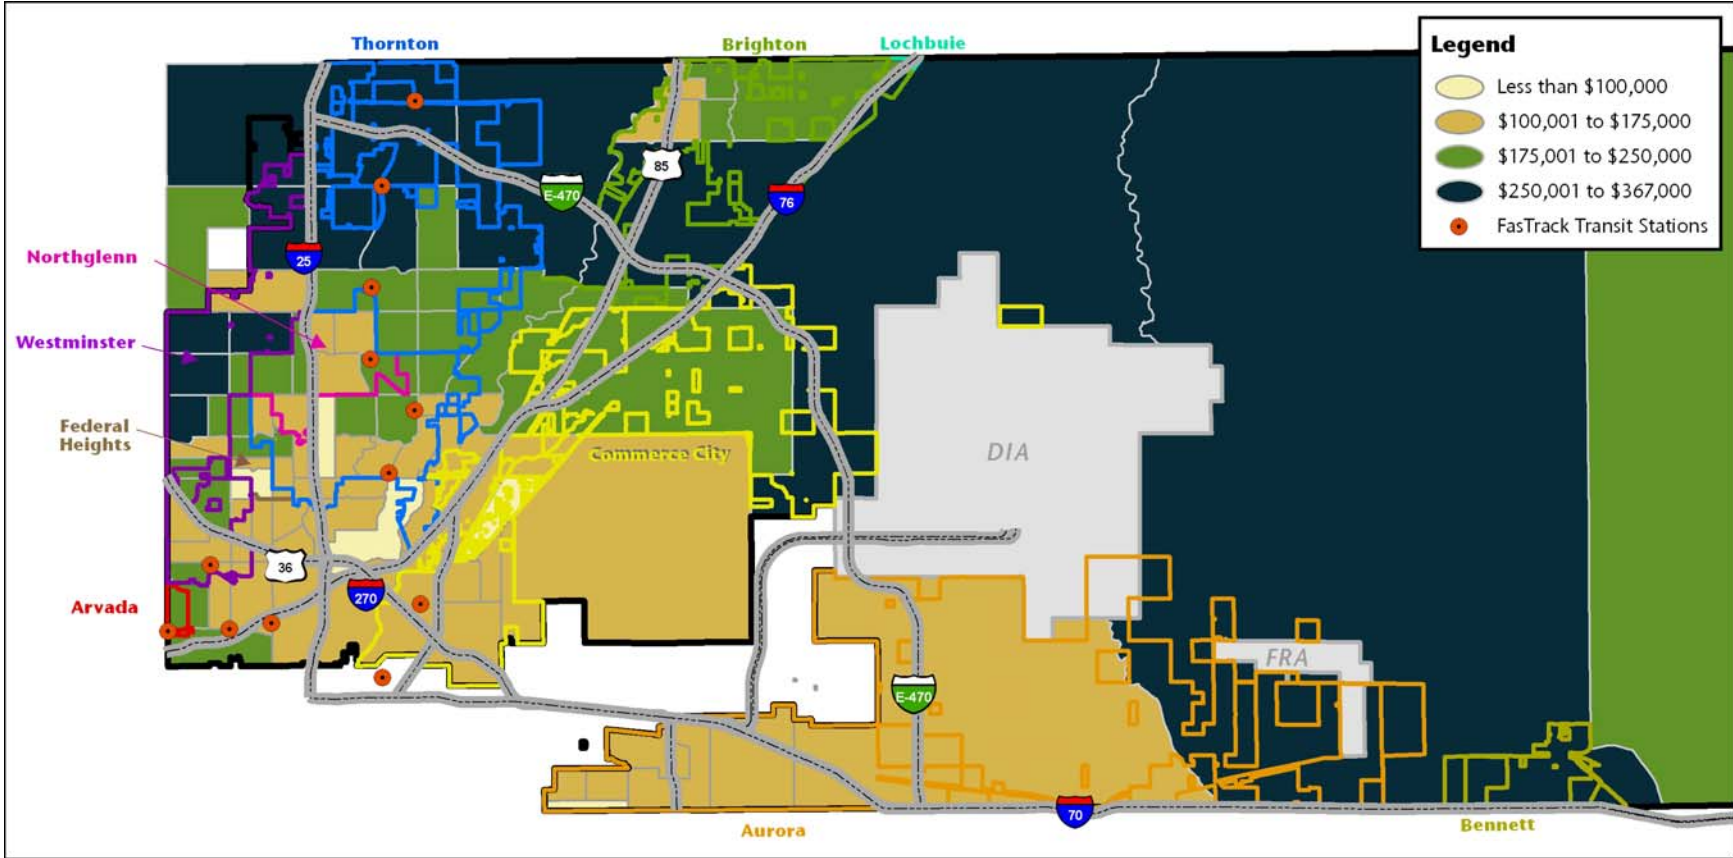 Thornton
Brighton
Lochbuie
Legend
Less than $100,000
$100,001 to $175,000
$175,001 to $250,000
$250,001 to $367,000
FasTrack Transit Stations
85
E-470
76
Northglenn
25
Westminster
Federal
Heights
Commerce City
DIA
36
270
Arvada
FRA
E-470
70
Aurora
Bennett